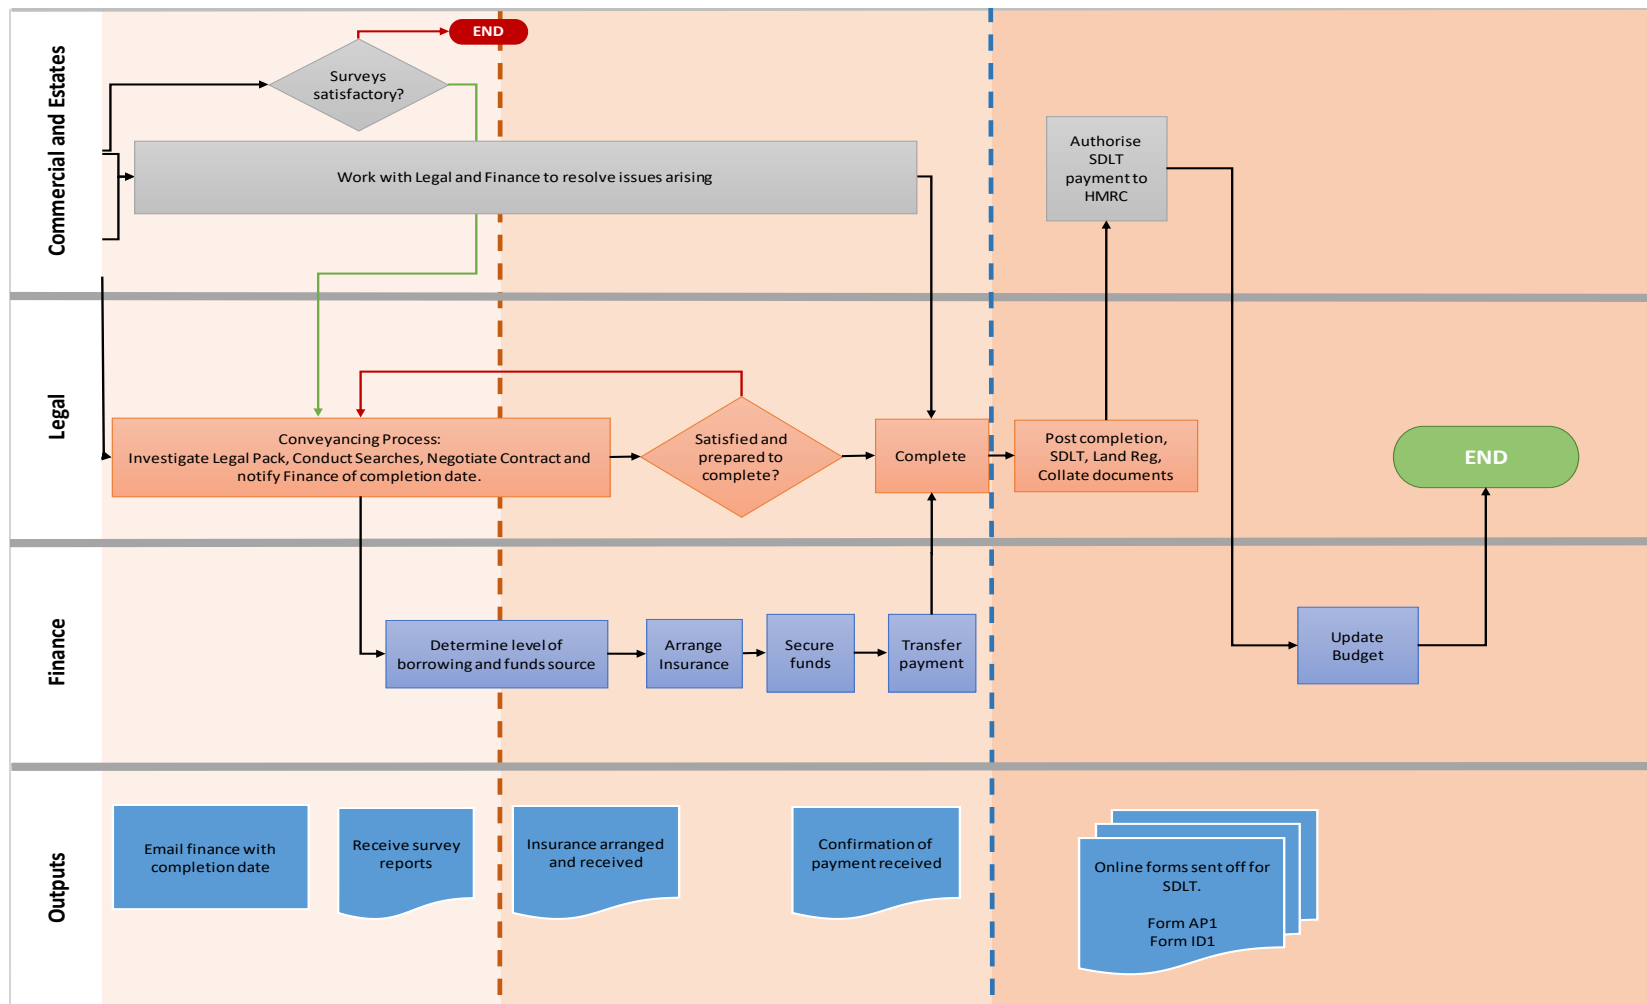 Commercial and Estates
END
Surveys
satisfactory?
Work with Legal and Finance to resolve issues arising
Authorise
SDLT
payment to
HMRC
Legal
Conveyancing Process:
Investigate Legal Pack, Conduct Searches, Negotiate Contract and
notify Finance of completion date.
Satisfied and
prepared to
complete?
Complete
Post completion,
SDLT, Land Reg,
Collate documents
END
Finance
Determine level of
borrowing and funds source
Arrange
Insurance
Secure
funds
Transfer
payment
Update
Budget
Outputs
Email finance with
completion date
Receive survey
reports
Insurance arranged
and received
Confirmation of
payment received
Online forms sent off for
SDLT.
Form AP1
Form ID1